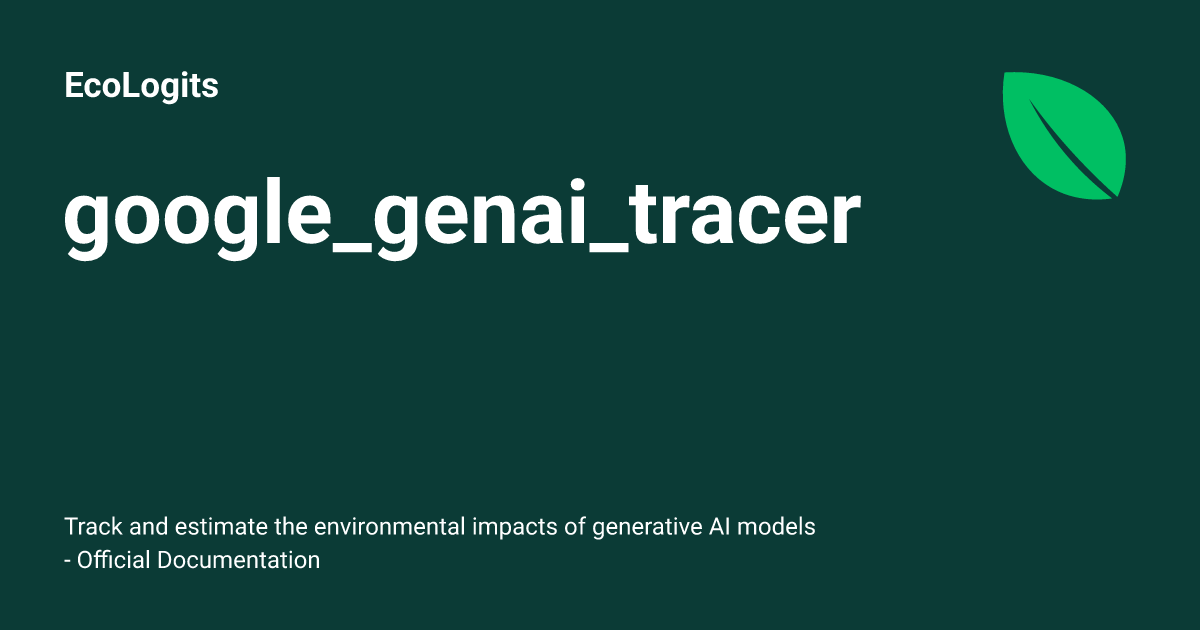 EcoLogits
google_genai_tracer
Track and estimate the environmental impacts of generative AI models
- Official Documentation